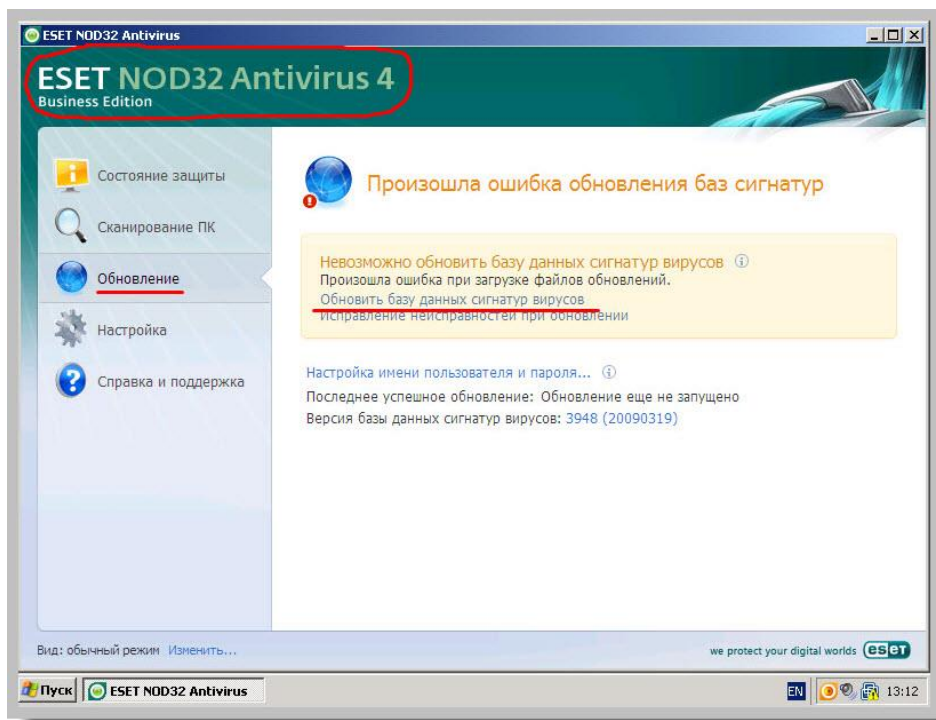 ESET NOD32 Antivirus
ESET NOD32 Antivirus 4
Business Edition
Состояние защиты
Сканирование ПК
Обновление
Настройка
Справка и поддержка
Произошла ошибка обновления баз сигнатур
Невозможно обновить базу данных сигнатур вирусов
Произошла ошибка при загрузке файлов обновлений.
Обновить базу данных сигнатур вирусов
Исправление неисправностей при обновлении
Настройка имени пользователя и пароля...
Последнее успешное обновление: Обновление еще не запущено
Версия базы данных сигнатур вирусов: 3948 (20090319)
Вид: обычный режим Изменить...
we protect your digital worlds eset
Пуск ESET NOD32 Antivirus EN 13:12